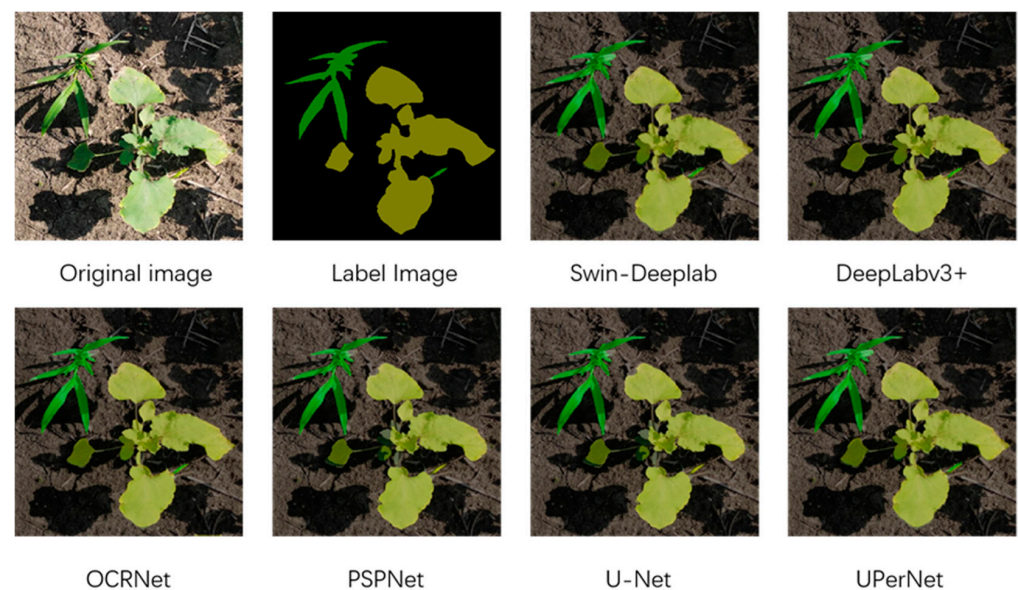 Original image
Label Image
Swin-Deeplab
DeepLabv3+
OCRNet
PSPNet
U-Net
UPerNet